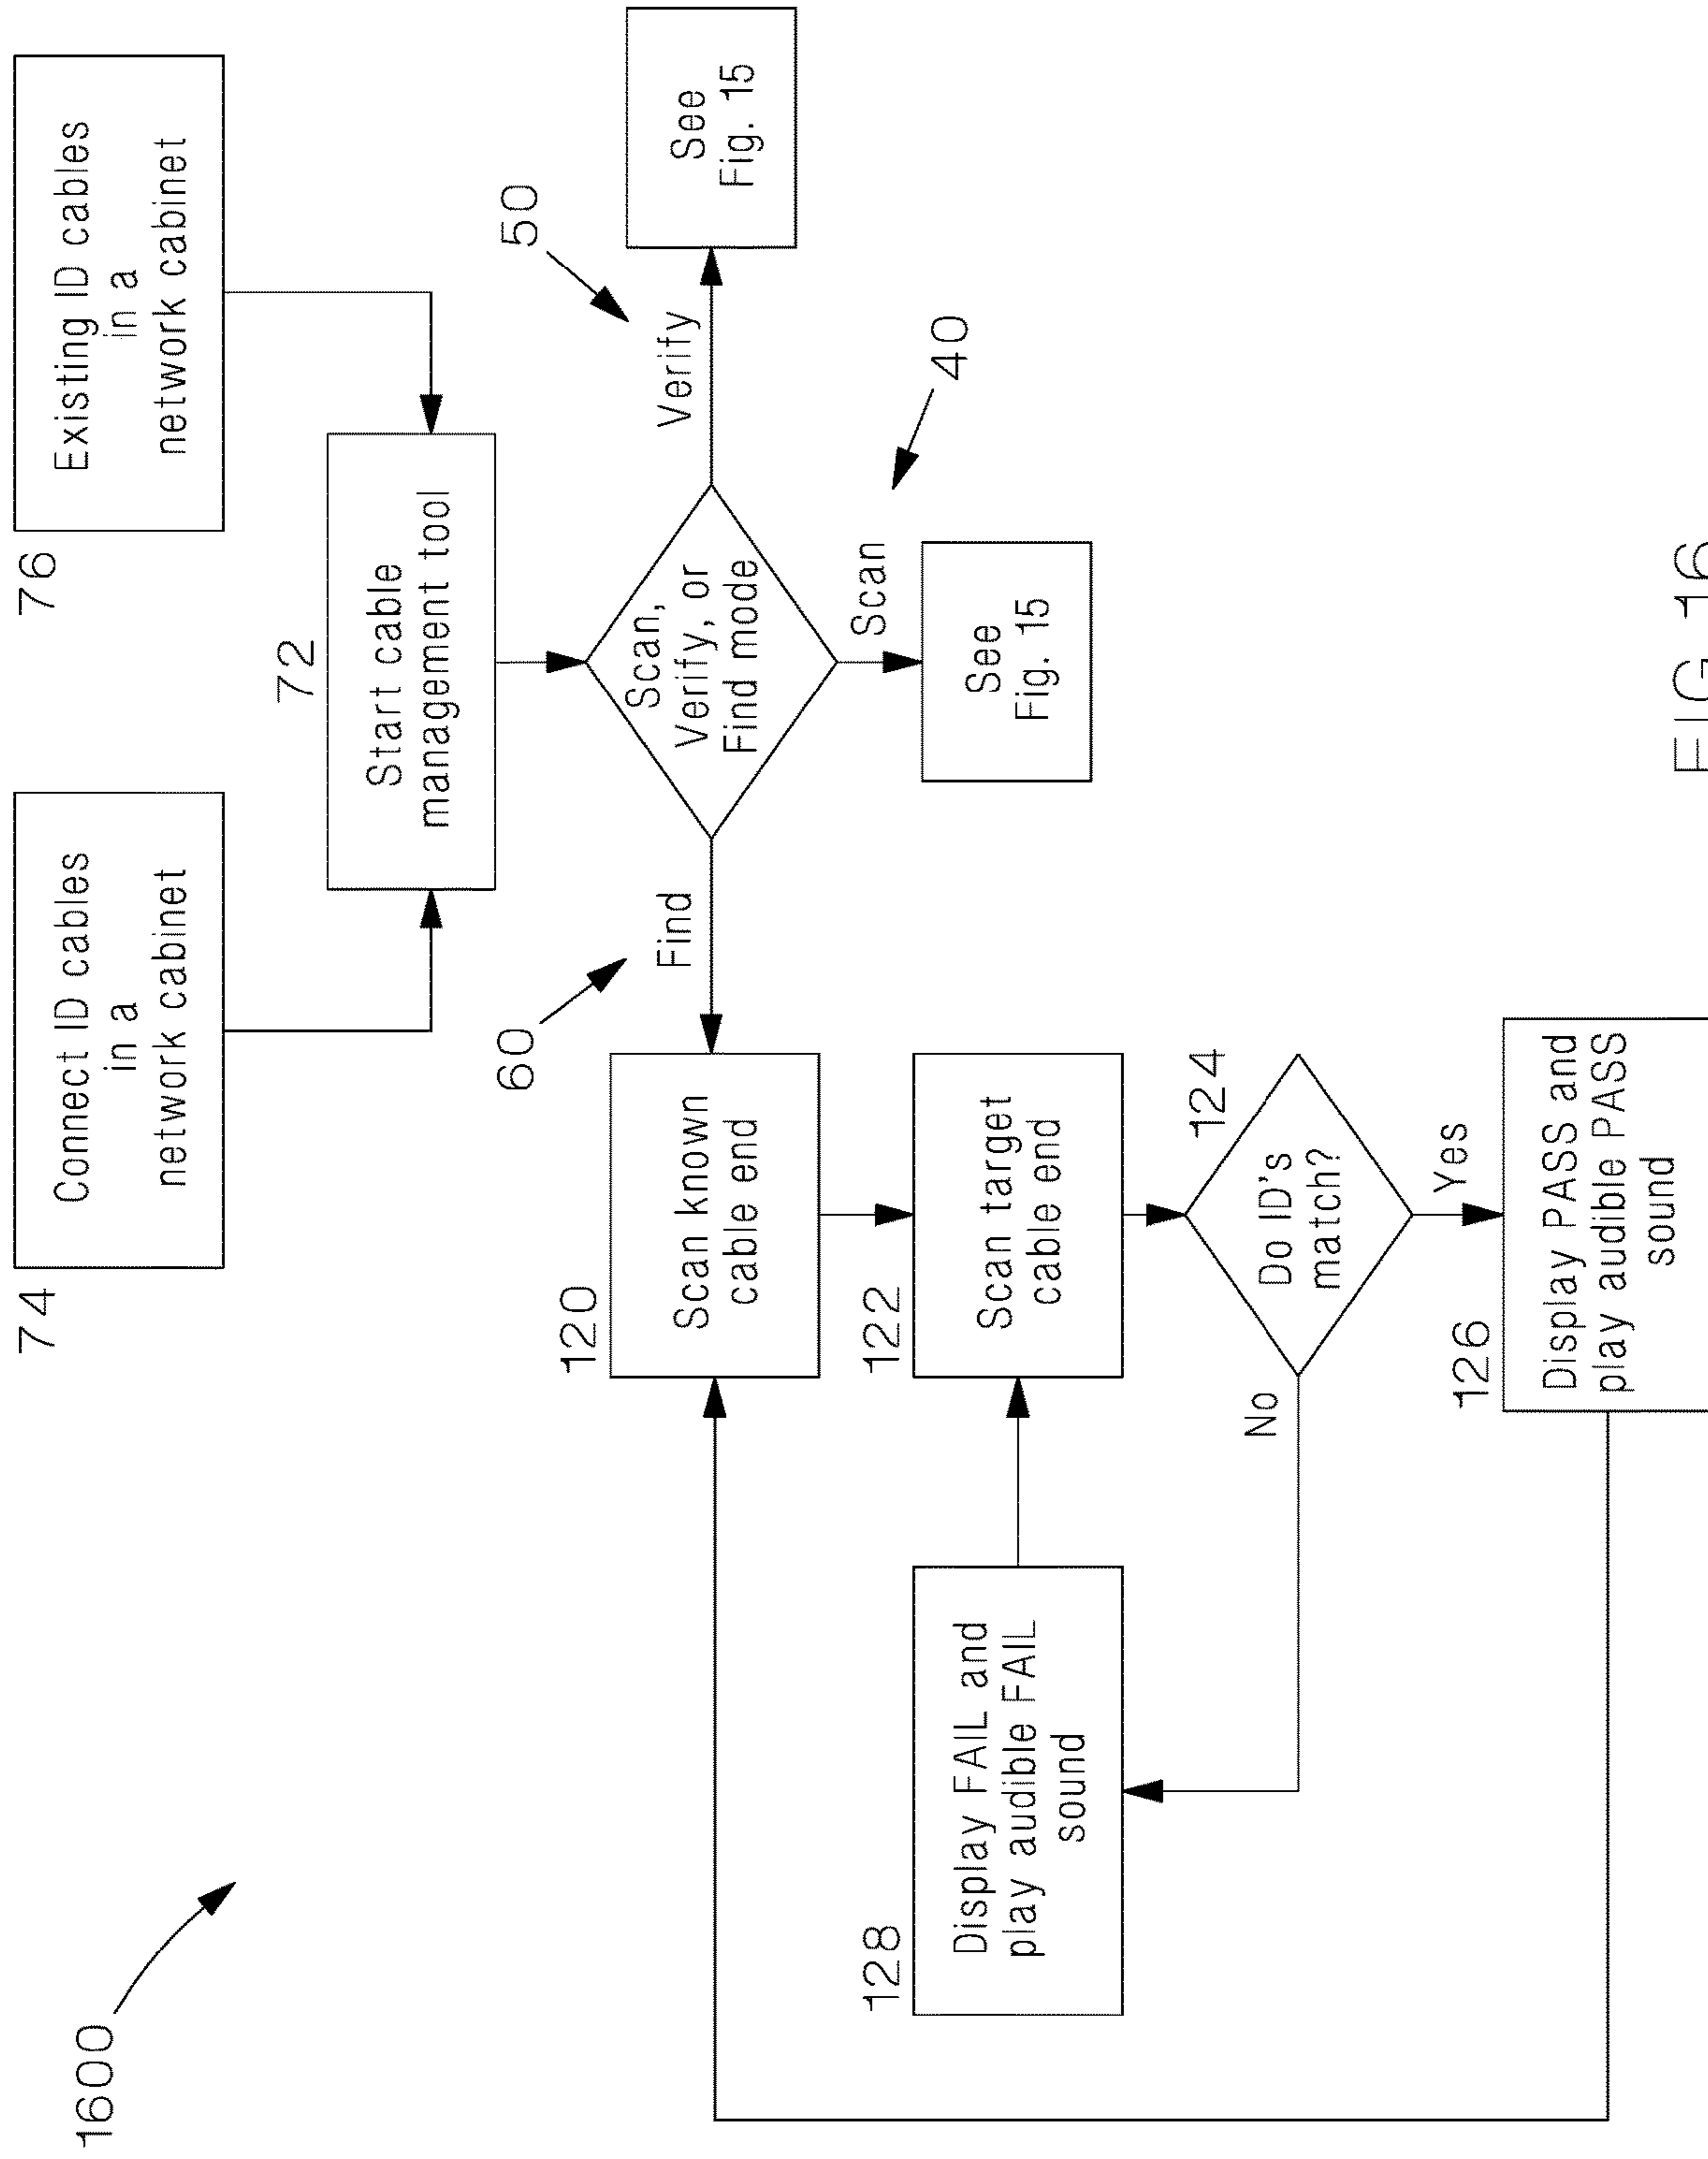 1600
74
Connect ID cables
in a
network cabinet
76
Existing ID cables
in a
network cabinet
72
Start cable
management tool
Scan,
Verify, or
Find mode
60
Find
50
Verify
See
Fig. 15
40
Scan
See
Fig. 15
120
Scan known
cable end
122
Scan target
cable end
124
Do ID's
match?
No
Yes
128
Display FAIL and
play audible FAIL
sound
126
Display PASS and
play audible PASS
sound
FIG 16